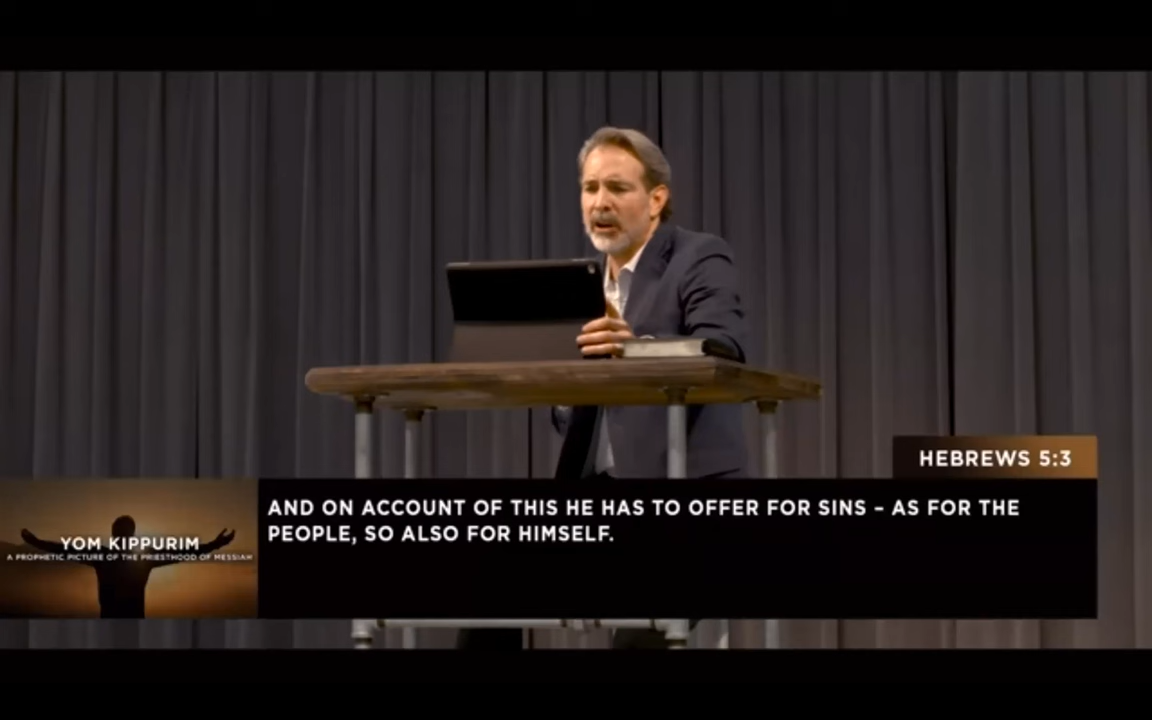 HEBREWS 5:3
AND ON ACCOUNT OF THIS HE HAS TO OFFER FOR SINS – AS FOR THE
PEOPLE, SO ALSO FOR HIMSELF.
YOM KIPPURIM
A PROPHETIC PICTURE OF THE PRIESTHOOD OF MESSIAH